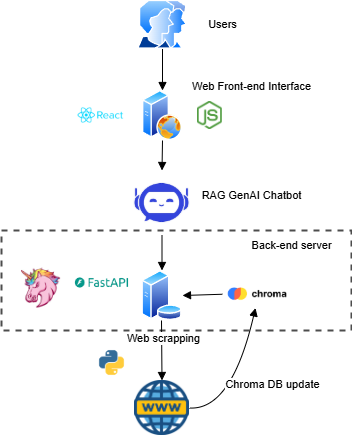 Users
Web Front-end Interface
React
JS
RAG GenAI Chatbot
Back-end server
FastAPI
chroma
Web scrapping
WWW
Chroma DB update